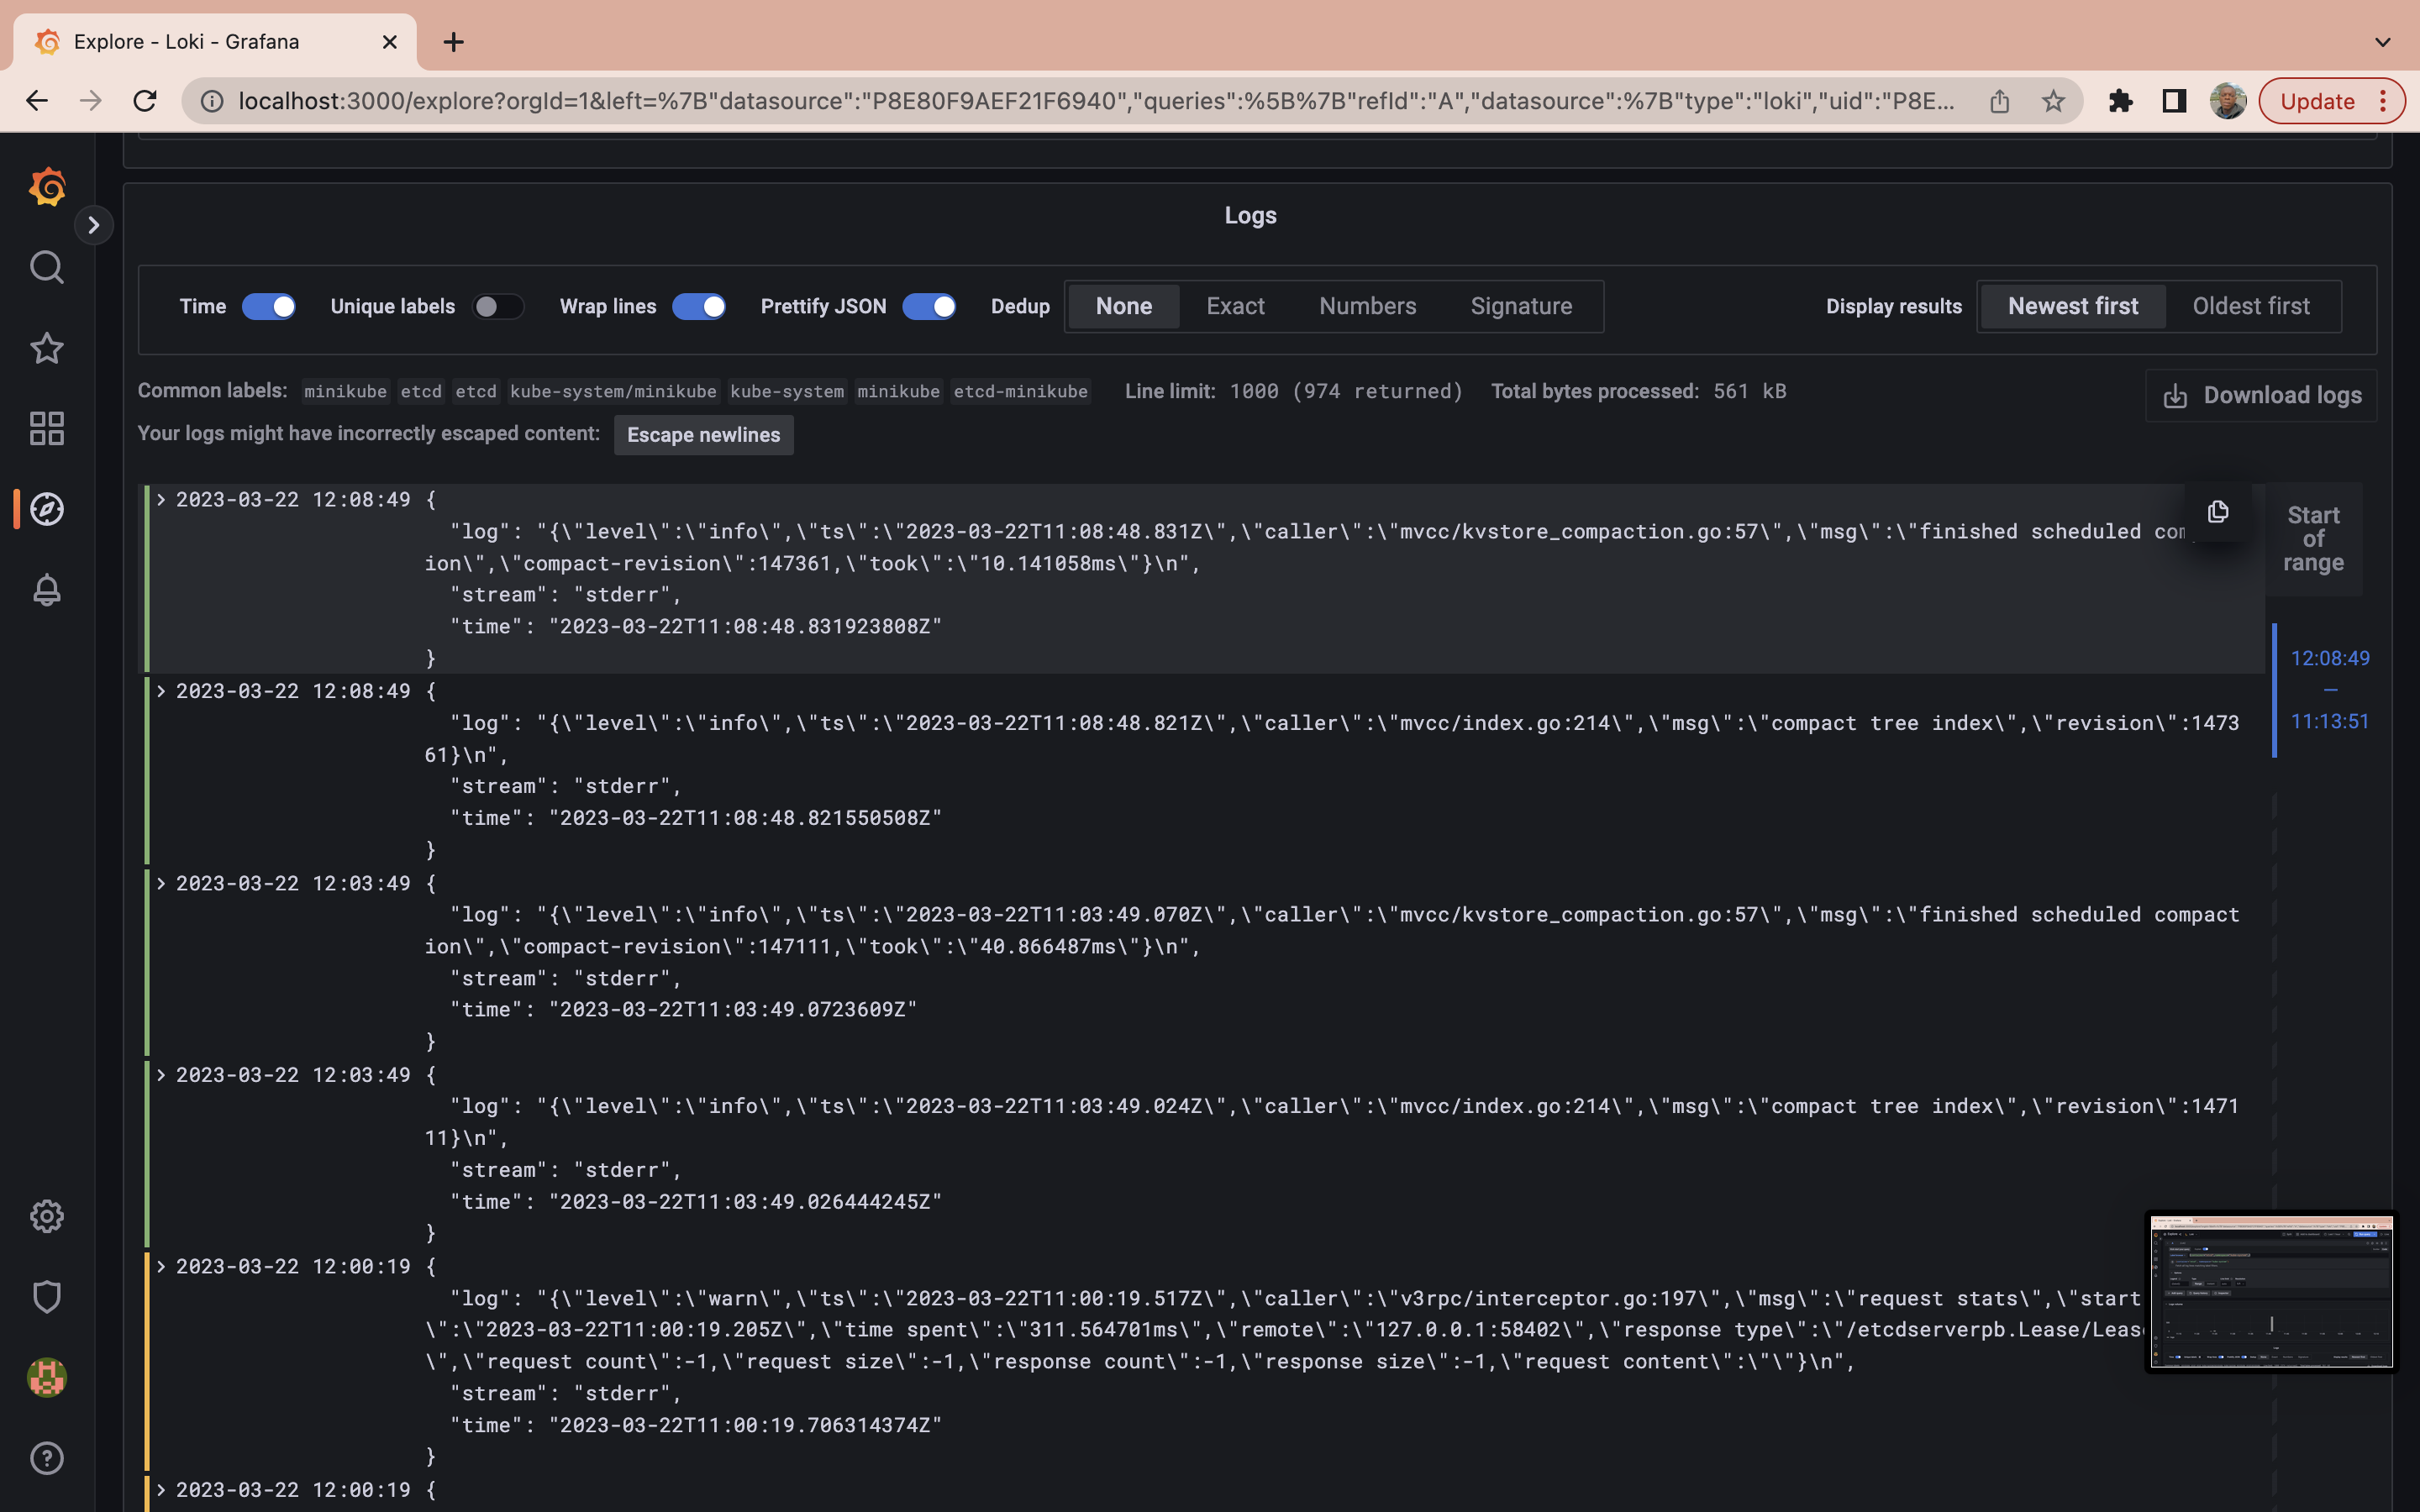 Explore - Loki - Grafana
localhost:3000/explore?orgId=1&left=%7B"datasource":"P8E80F9AEF21F6940","queries":%5B%7B"refId":"A","datasource":%7B"type":"loki","uid":"P8E...
Update
Logs
Time Unique labels Wrap lines Prettify JSON Dedup None Exact Numbers Signature Display results Newest first Oldest first
Common labels: minikube etcd etcd kube-system/minikube kube-system minikube etcd-minikube Line limit: 1000 (974 returned) Total bytes processed: 561 kB
Download logs
Your logs might have incorrectly escaped content: Escape newlines
2023-03-22 12:08:49 {
"log": "{\"level\":\"info\",\"ts\":\"2023-03-22T11:08:48.831Z\",\"caller\":\"mvcc/kvstore_compaction.go:57\",\"msg\":\"finished scheduled com
ion\",\"compact-revision\":147361,\"took\":\"10.141058ms\"}\n",
"stream": "stderr",
"time": "2023-03-22T11:08:48.831923808Z"
}
2023-03-22 12:08:49 {
"log": "{\"level\":\"info\",\"ts\":\"2023-03-22T11:08:48.821Z\",\"caller\":\"mvcc/index.go:214\",\"msg\":\"compact tree index\",\"revision\":1473
61}\n",
"stream": "stderr",
"time": "2023-03-22T11:08:48.821550508Z"
}
2023-03-22 12:03:49 {
"log": "{\"level\":\"info\",\"ts\":\"2023-03-22T11:03:49.070Z\",\"caller\":\"mvcc/kvstore_compaction.go:57\",\"msg\":\"finished scheduled compact
ion\",\"compact-revision\":147111,\"took\":\"40.866487ms\"}\n",
"stream": "stderr",
"time": "2023-03-22T11:03:49.0723609Z"
}
2023-03-22 12:03:49 {
"log": "{\"level\":\"info\",\"ts\":\"2023-03-22T11:03:49.024Z\",\"caller\":\"mvcc/index.go:214\",\"msg\":\"compact tree index\",\"revision\":1471
11}\n",
"stream": "stderr",
"time": "2023-03-22T11:03:49.026444245Z"
}
2023-03-22 12:00:19 {
"log": "{\"level\":\"warn\",\"ts\":\"2023-03-22T11:00:19.517Z\",\"caller\":\"v3rpc/interceptor.go:197\",\"msg\":\"request stats\",\"start
\":\"2023-03-22T11:00:19.205Z\",\"time spent\":\"311.564701ms\",\"remote\":\"127.0.0.1:58402\",\"response type\":\"/etcdserverpb.Lease/Leas
\",\"request count\":-1,\"request size\":-1,\"response count\":-1,\"response size\":-1,\"request content\":\"\"}\n",
"stream": "stderr",
"time": "2023-03-22T11:00:19.706314374Z"
}
2023-03-22 12:00:19 {
Start
of
range
12:08:49
—
11:13:51